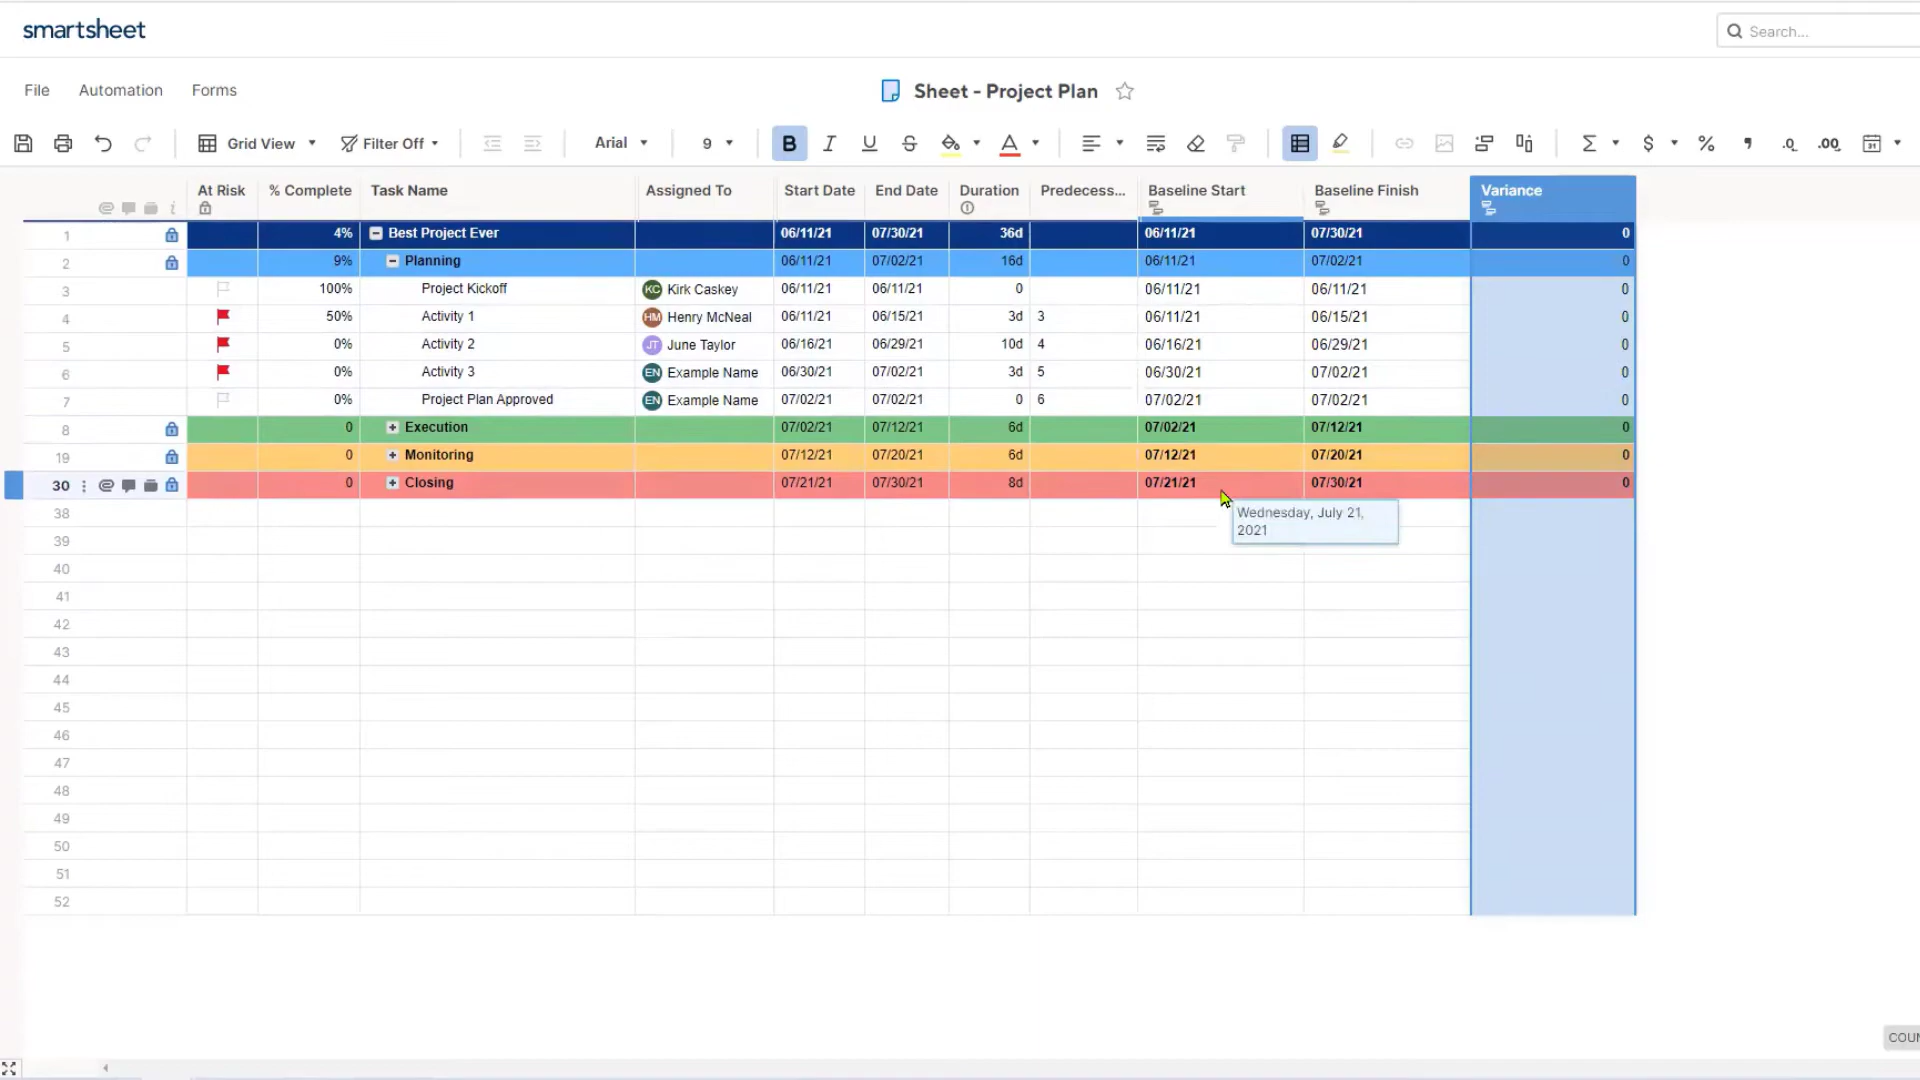 smartsheet
Search...
File Automation Forms
Sheet - Project Plan
Grid View Filter Off Arial 9 B I U S A Σ $ % , .0 .00 31
At Risk % Complete Task Name Assigned To Start Date End Date Duration Predecess... Baseline Start Baseline Finish Variance
1 4% Best Project Ever 06/11/21 07/30/21 36d 06/11/21 07/30/21 0
2 9% Planning 06/11/21 07/02/21 16d 06/11/21 07/02/21 0
3 100% Project Kickoff KC Kirk Caskey 06/11/21 06/11/21 0 06/11/21 06/11/21 0
4 50% Activity 1 HM Henry McNeal 06/11/21 06/15/21 3d 3 06/11/21 06/15/21 0
5 0% Activity 2 JT June Taylor 06/16/21 06/29/21 10d 4 06/16/21 06/29/21 0
6 0% Activity 3 EN Example Name 06/30/21 07/02/21 3d 5 06/30/21 07/02/21 0
7 0% Project Plan Approved EN Example Name 07/02/21 07/02/21 0 6 07/02/21 07/02/21 0
8 0 Execution 07/02/21 07/12/21 6d 07/02/21 07/12/21 0
19 0 Monitoring 07/12/21 07/20/21 6d 07/12/21 07/20/21 0
30 0 Closing 07/21/21 07/30/21 8d 07/21/21 07/30/21 0
Wednesday, July 21,
2021
38
39
40
41
42
43
44
45
46
47
48
49
50
51
52
COUN